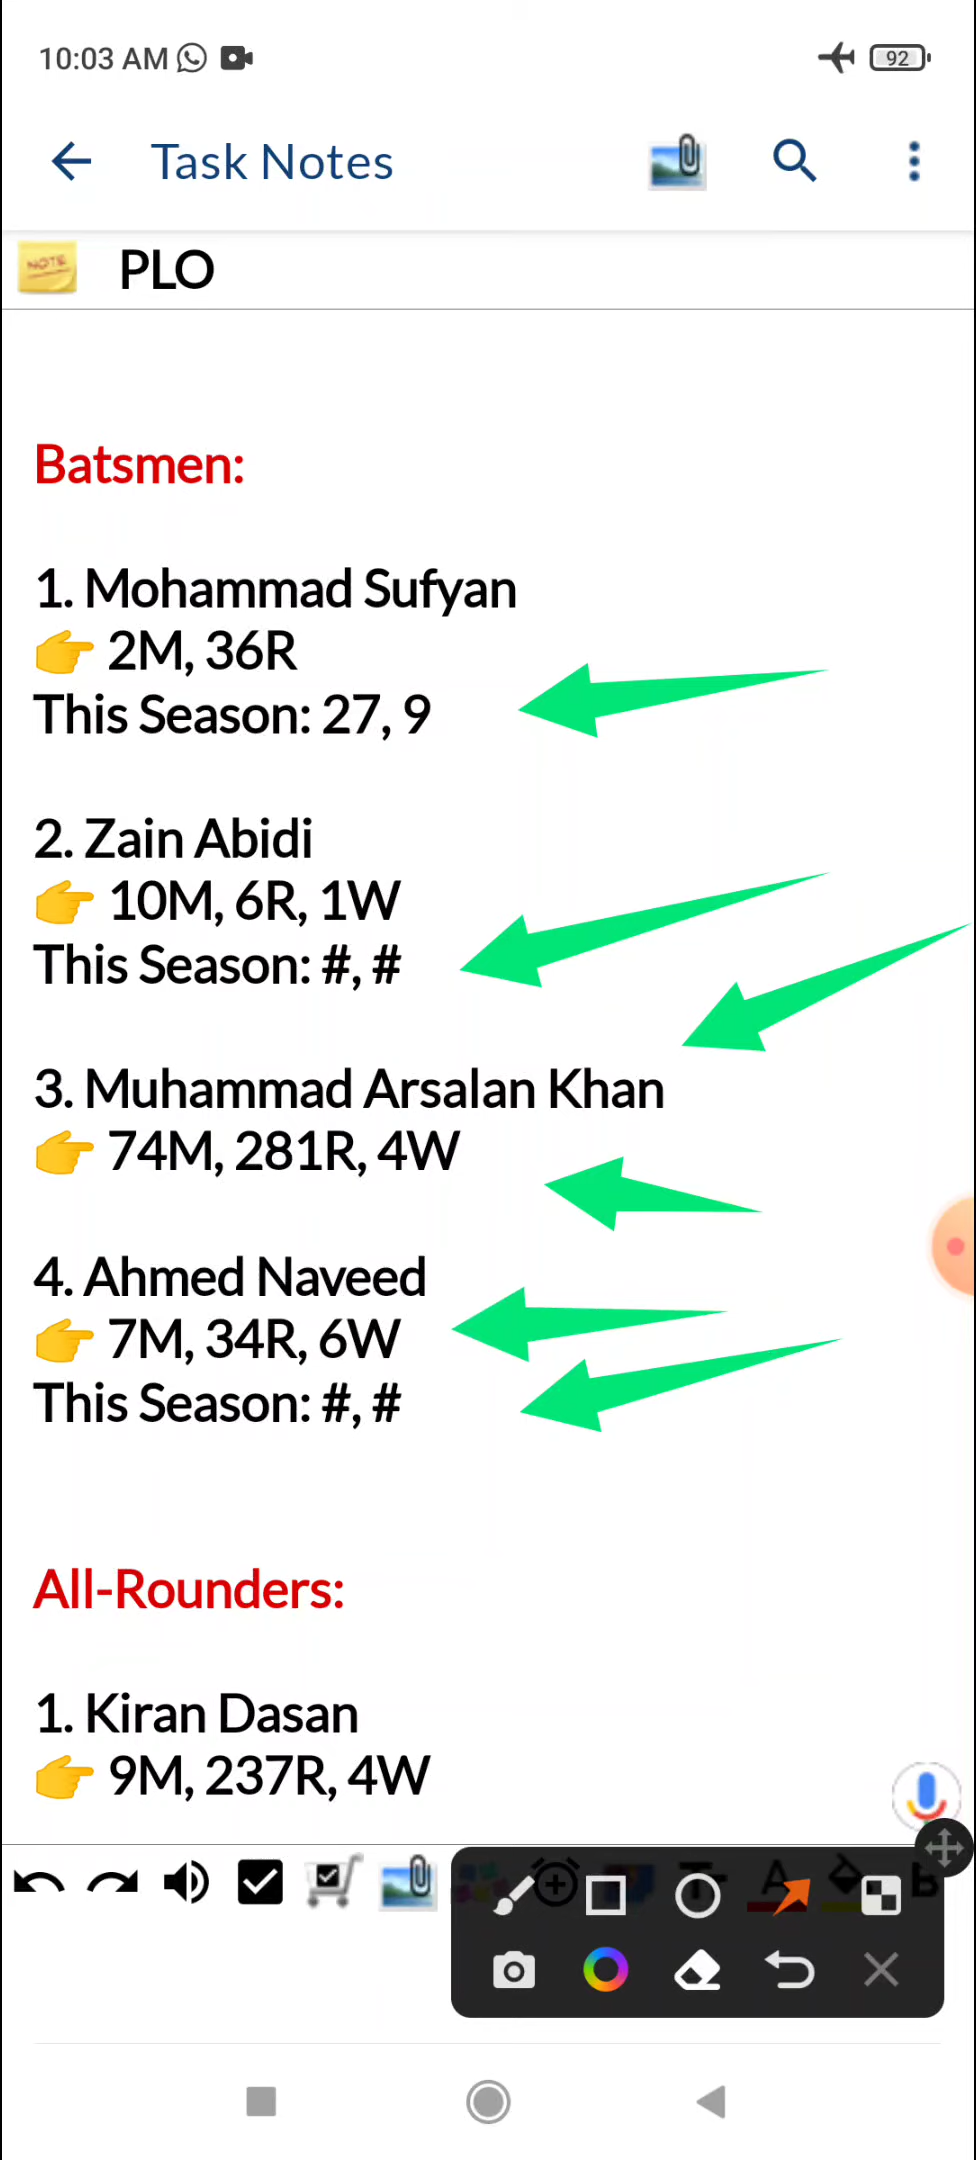 10:03 AM 92
Task Notes
NOTE PLO
Batsmen:
1. Mohammad Sufyan
👉 2M, 36R
This Season: 27, 9
2. Zain Abidi
👉 10M, 6R, 1W
This Season: #, #
3. Muhammad Arsalan Khan
👉 74M, 281R, 4W
4. Ahmed Naveed
👉 7M, 34R, 6W
This Season: #, #
All-Rounders:
1. Kiran Dasan
👉 9M, 237R, 4W